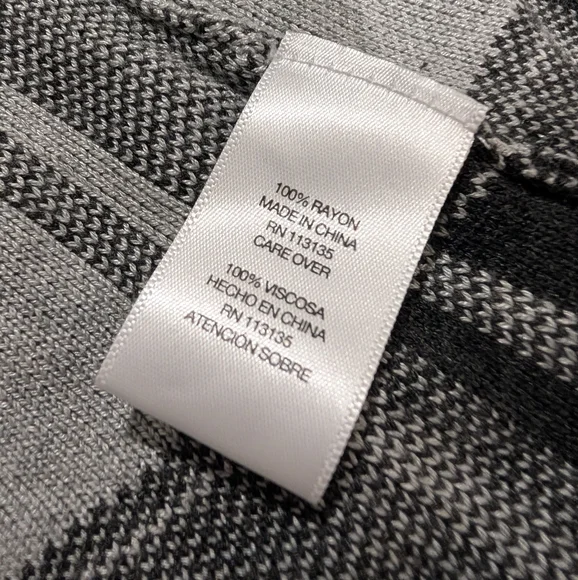 100% RAYON
MADE IN CHINA
RN 113135
CARE OVER
100% VISCOSA
HECHO EN CHINA
RN 113135
ATENCION SOBRE